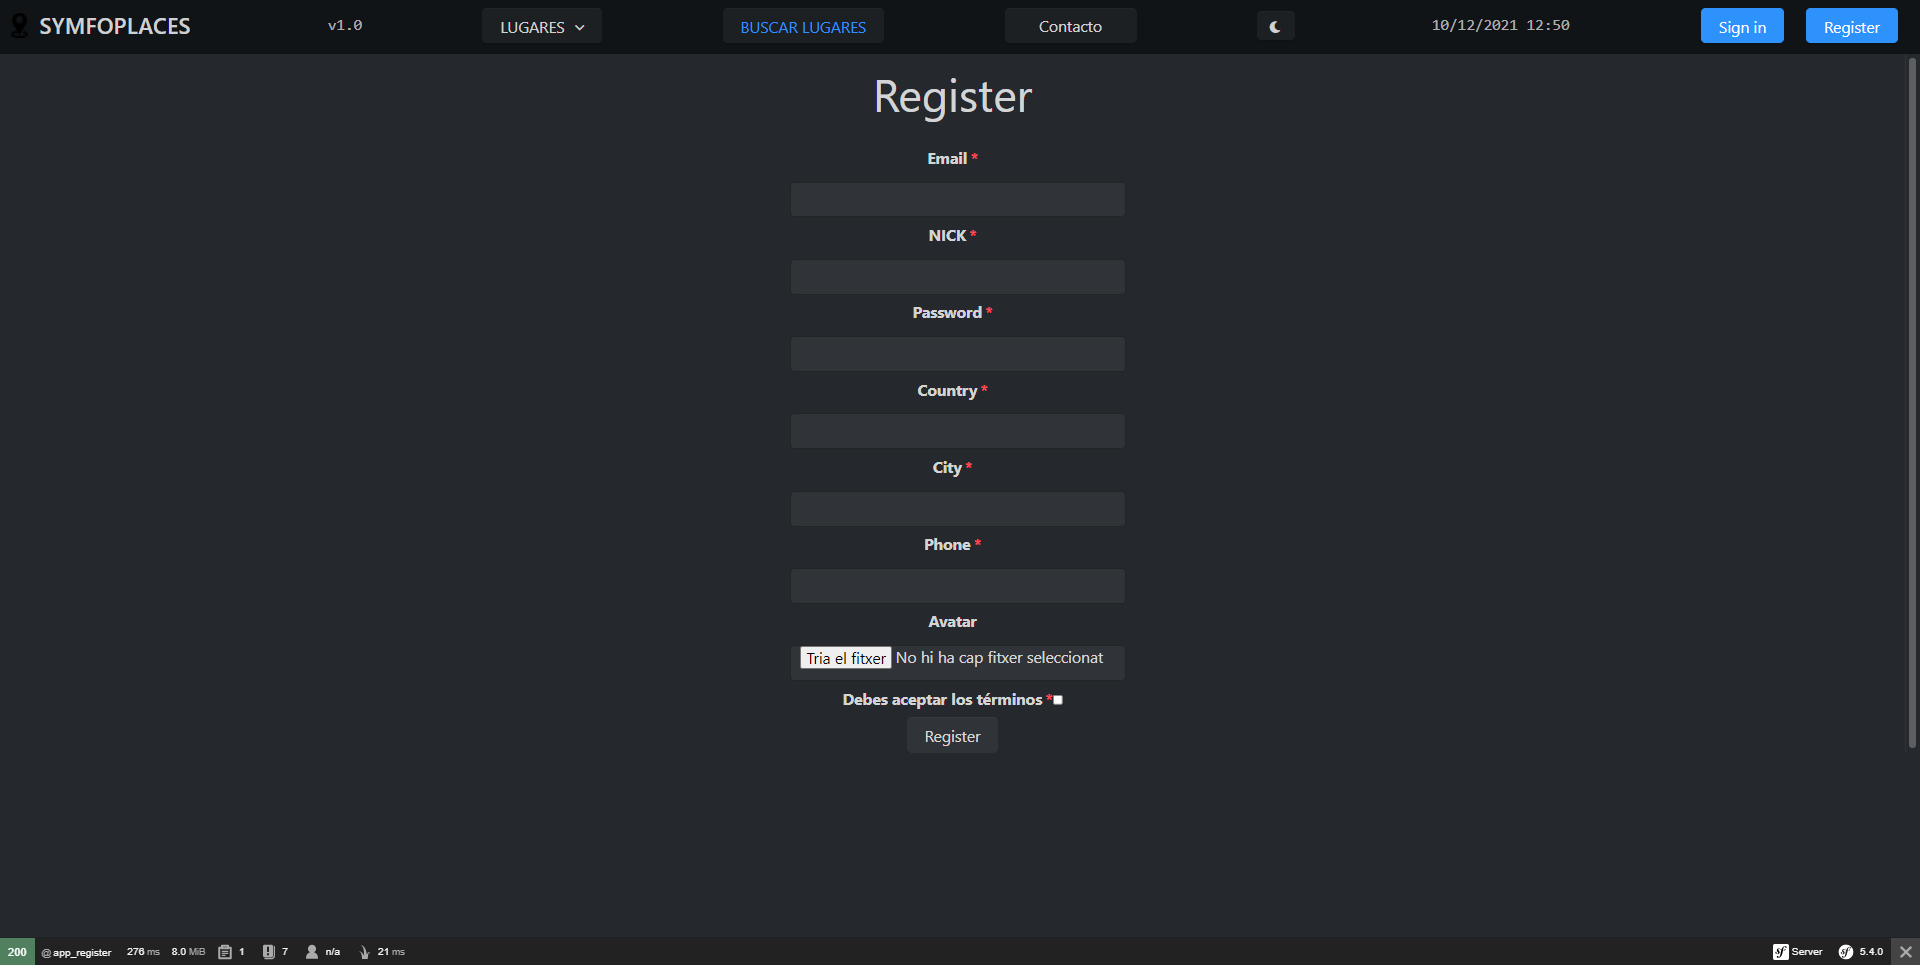 SYMFOPLACES v1.0 LUGARES BUSCAR LUGARES Contacto 10/12/2021 12:50 Sign in Register
Register
Email *
NICK *
Password *
Country *
City *
Phone *
Avatar
Tria el fitxer No hi ha cap fitxer seleccionat
Debes aceptar los términos *
Register
200 @ app_register 276 ms 8.0 MiB 1 7 n/a 21 ms sf Server sf 5.4.0